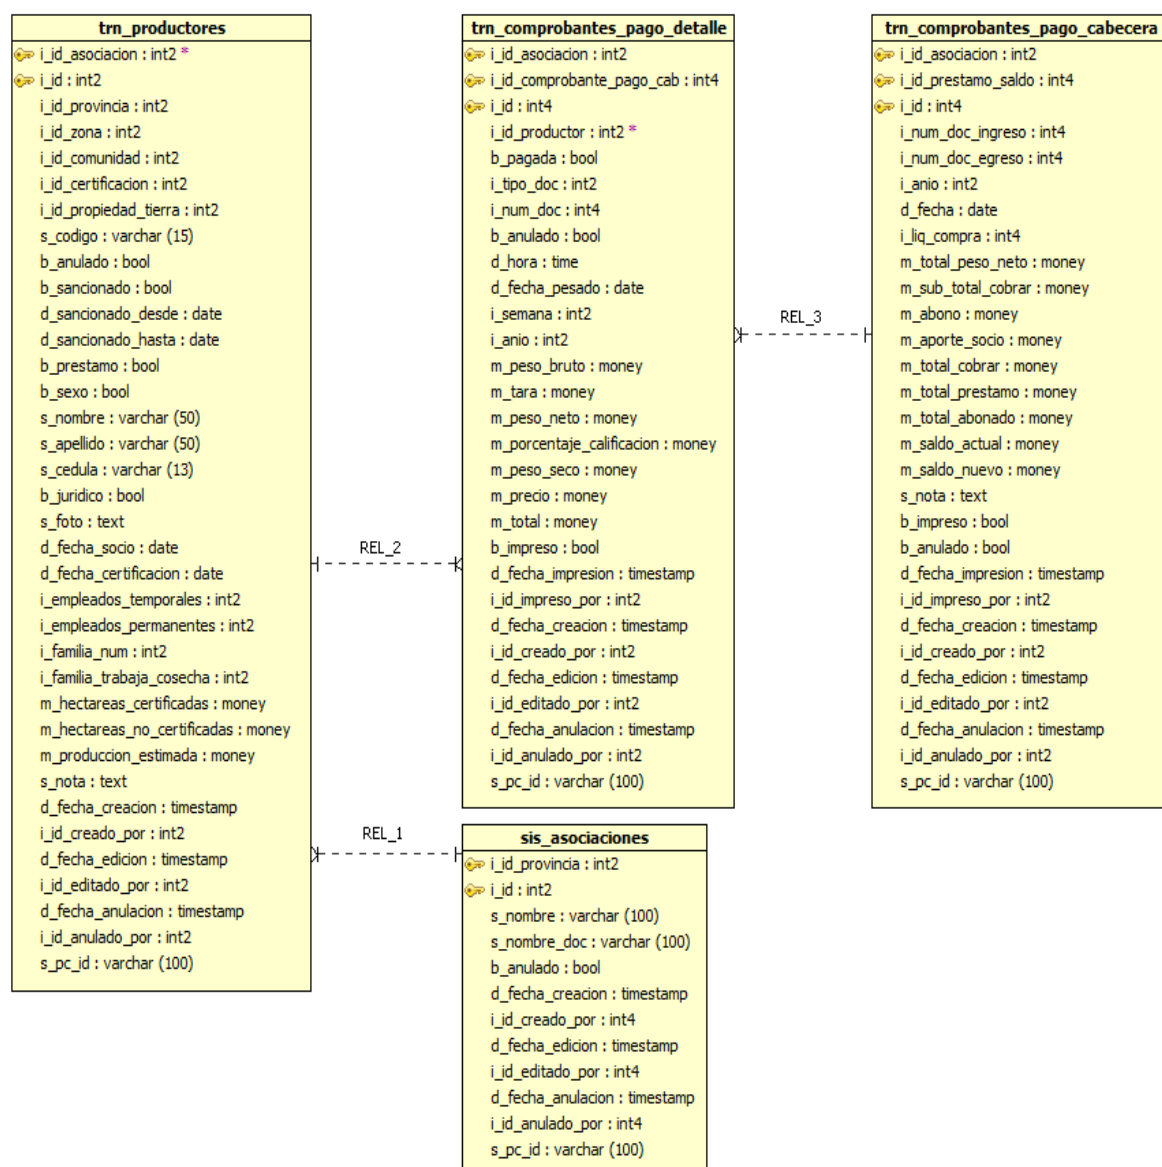 trn_productores
i_id_asociacion : int2 *
i_id : int2
i_id_provincia : int2
i_id_zona : int2
i_id_comunidad : int2
i_id_certificacion : int2
i_id_propiedad_tierra : int2
s_codigo : varchar (15)
b_anulado : bool
b_sancionado : bool
d_sancionado_desde : date
d_sancionado_hasta : date
b_prestamo : bool
b_sexo : bool
s_nombre : varchar (50)
s_apellido : varchar (50)
s_cedula : varchar (13)
b_juridico : bool
s_foto : text
d_fecha_socio : date
d_fecha_certificacion : date
i_empleados_temporales : int2
i_empleados_permanentes : int2
i_familia_num : int2
i_familia_trabaja_cosecha : int2
m_hectareas_certificadas : money
m_hectareas_no_certificadas : money
m_produccion_estimada : money
s_nota : text
d_fecha_creacion : timestamp
i_id_creado_por : int2
d_fecha_edicion : timestamp
i_id_editado_por : int2
d_fecha_anulacion : timestamp
i_id_anulado_por : int2
s_pc_id : varchar (100)
REL_2
REL_1
trn_comprobantes_pago_detalle
i_id_asociacion : int2
i_id_comprobante_pago_cab : int4
i_id : int4
i_id_productor : int2 *
b_pagada : bool
i_tipo_doc : int2
i_num_doc : int4
b_anulado : bool
d_hora : time
d_fecha_pesado : date
i_semana : int2
i_anio : int2
m_peso_bruto : money
m_tara : money
m_peso_neto : money
m_porcentaje_calificacion : money
m_peso_seco : money
m_precio : money
m_total : money
b_impreso : bool
d_fecha_impresion : timestamp
i_id_impreso_por : int2
d_fecha_creacion : timestamp
i_id_creado_por : int2
d_fecha_edicion : timestamp
i_id_editado_por : int2
d_fecha_anulacion : timestamp
i_id_anulado_por : int2
s_pc_id : varchar (100)
sis_asociaciones
i_id_provincia : int2
i_id : int2
s_nombre : varchar (100)
s_nombre_doc : varchar (100)
b_anulado : bool
d_fecha_creacion : timestamp
i_id_creado_por : int4
d_fecha_edicion : timestamp
i_id_editado_por : int4
d_fecha_anulacion : timestamp
i_id_anulado_por : int4
s_pc_id : varchar (100)
REL_3
trn_comprobantes_pago_cabecera
i_id_asociacion : int2
i_id_prestamo_saldo : int4
i_id : int4
i_num_doc_ingreso : int4
i_num_doc_egreso : int4
i_anio : int2
d_fecha : date
i_liq_compra : int4
m_total_peso_neto : money
m_sub_total_cobrar : money
m_abono : money
m_aporte_socio : money
m_total_cobrar : money
m_total_prestamo : money
m_total_abonado : money
m_saldo_actual : money
m_saldo_nuevo : money
s_nota : text
b_impreso : bool
b_anulado : bool
d_fecha_impresion : timestamp
i_id_impreso_por : int2
d_fecha_creacion : timestamp
i_id_creado_por : int2
d_fecha_edicion : timestamp
i_id_editado_por : int2
d_fecha_anulacion : timestamp
i_id_anulado_por : int2
s_pc_id : varchar (100)